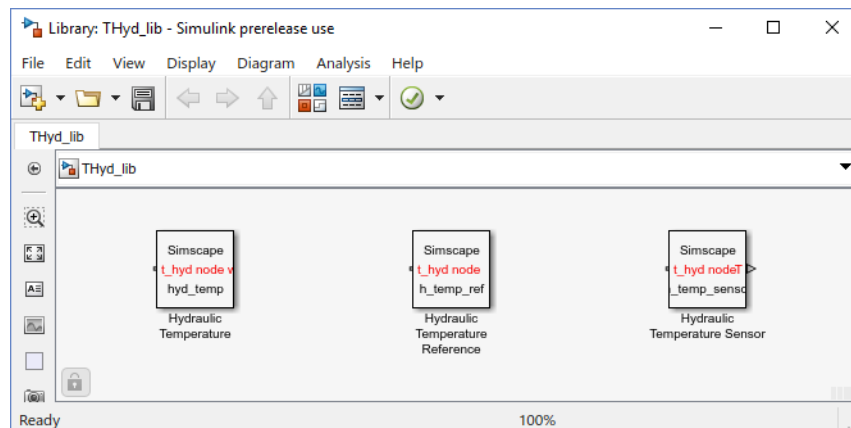 Library: THyd_lib - Simulink prerelease use
File Edit View Display Diagram Analysis Help
THyd_lib
THyd_lib
Simscape
t_hyd node
hyd_temp
Hydraulic
Temperature
Simscape
t_hyd node
h_temp_ref
Hydraulic
Temperature
Reference
Simscape
t_hyd nodeT
_temp_senso
Hydraulic
Temperature Sensor
Ready 100%